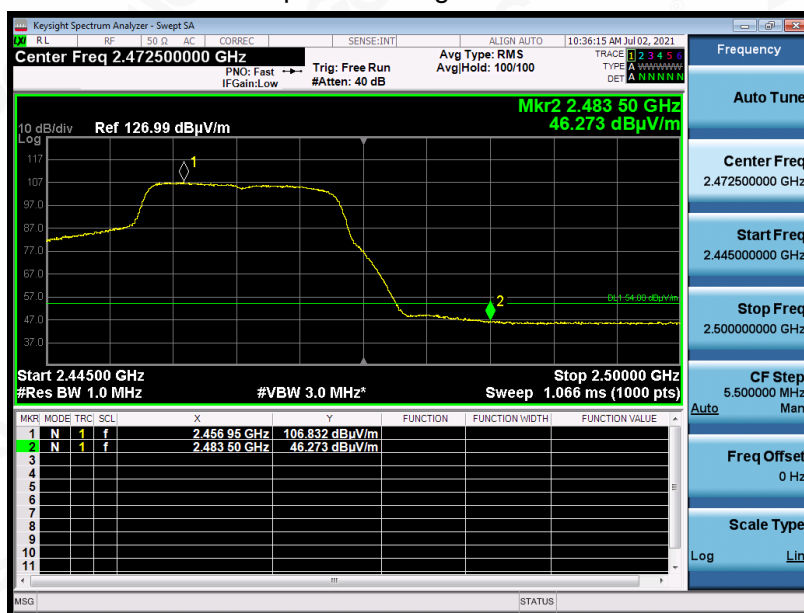 Keysight Spectrum Analyzer - Swept SA
LXI RL RF 50 Ω AC CORREC SENSE:INT ALIGN AUTO 10:36:15 AM Jul 02, 2021
Center Freq 2.472500000 GHz
PNO: Fast
IFGain:Low
Trig: Free Run
#Atten: 40 dB
Avg Type: RMS
Avg|Hold: 100/100
TRACE 1 2 3 4 5 6
TYPE A WWWWW
DET A N N N N N
Mkr2 2.483 50 GHz
46.273 dBµV/m
10 dB/div Ref 126.99 dBµV/m
Log
117
107
97.0
87.0
77.0
67.0
57.0
47.0
37.0
1
2
DL1 54.00 dBµV/m
Start 2.44500 GHz Stop 2.50000 GHz
#Res BW 1.0 MHz #VBW 3.0 MHz* Sweep 1.066 ms (1000 pts)
MKR MODE TRC SCL X Y FUNCTION FUNCTION WIDTH FUNCTION VALUE
1 N 1 f 2.456 95 GHz 106.832 dBµV/m
2 N 1 f 2.483 50 GHz 46.273 dBµV/m
3
4
5
6
7
8
9
10
11
MSG STATUS
Frequency
Auto Tune
Center Freq
2.472500000 GHz
Start Freq
2.445000000 GHz
Stop Freq
2.500000000 GHz
CF Step
5.500000 MHz
Auto Man
Freq Offset
0 Hz
Scale Type
Log Lin